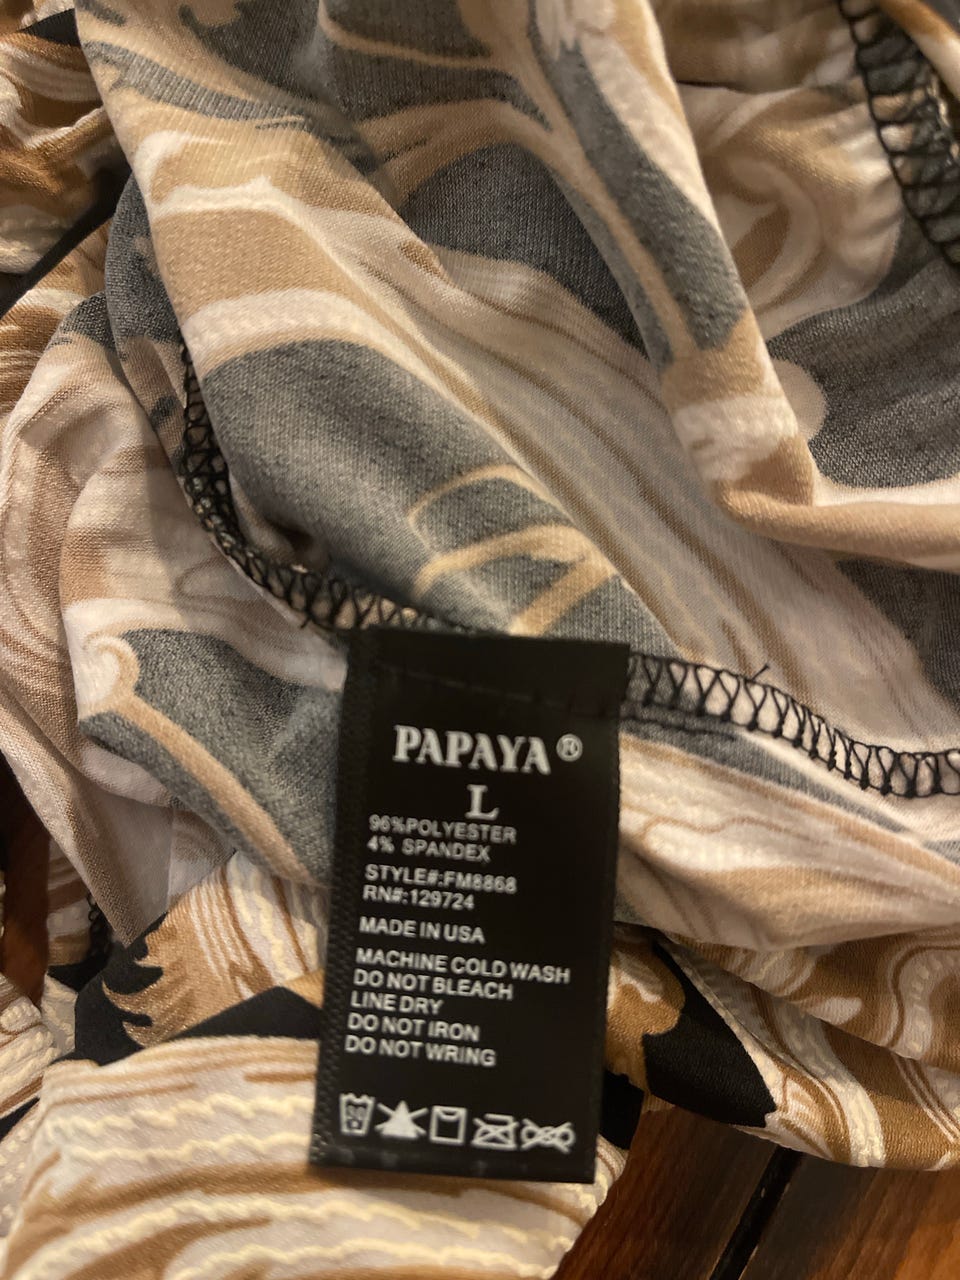 PAPAYA®
L
96%POLYESTER
4% SPANDEX
STYLE#:FM8868
RN#:129724
MADE IN USA
MACHINE COLD WASH
DO NOT BLEACH
LINE DRY
DO NOT IRON
DO NOT WRING